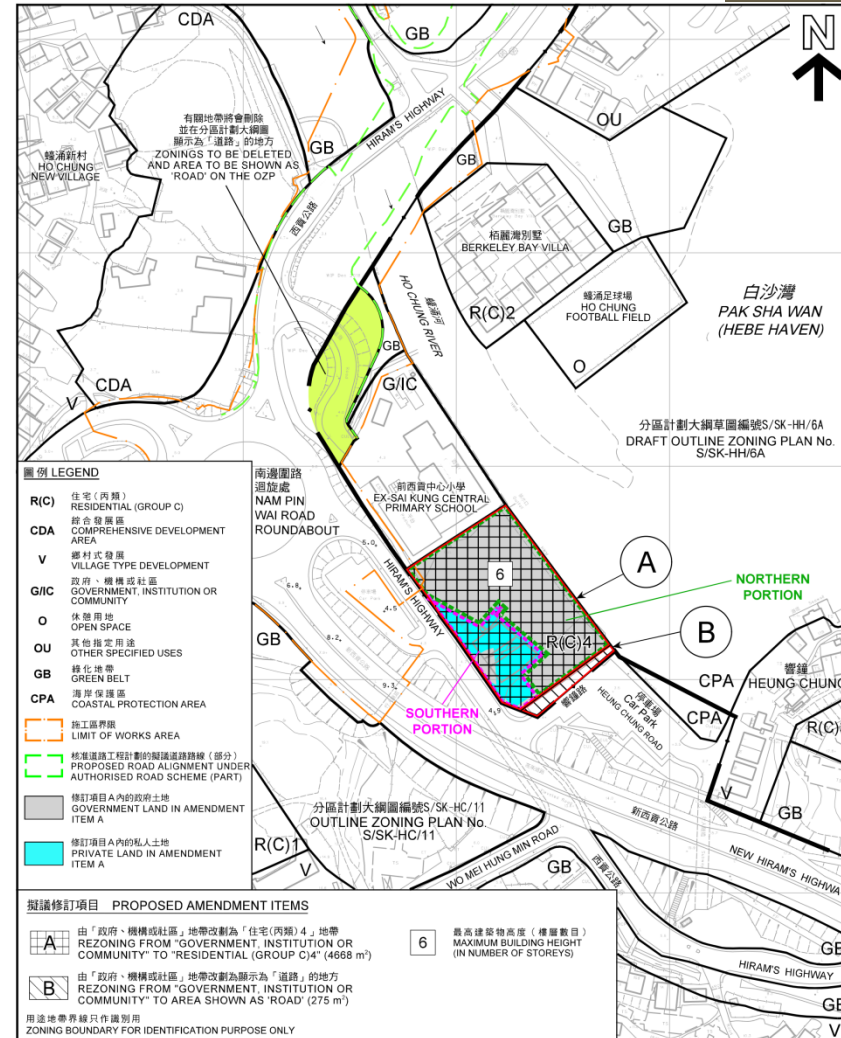 CDA
GB
N
有關地帶將會刪除
並在分區計劃大綱圖
顯示為「道路」的地方
ZONINGS TO BE DELETED
AND AREA TO BE SHOWN AS
'ROAD' ON THE OZP
HIRAM'S HIGHWAY
OU
蠔涌新村
HO CHUNG
NEW VILLAGE
GB
GB
西貢公路
栢麗灣別墅
BERKELEY BAY VILLA
GB
蠔涌河
HO CHUNG RIVER
R(C)2
蠔涌足球場
HO CHUNG
FOOTBALL FIELD
白沙灣
PAK SHA WAN
(HEBE HAVEN)
GB
O
CDA
V
G/IC
分區計劃大綱草圖編號S/SK-HH/6A
DRAFT OUTLINE ZONING PLAN No.
S/SK-HH/6A
南邊圍路
迴旋處
NAM PIN
WAI ROAD
ROUNDABOUT
前西貢中心小學
EX-SAI KUNG CENTRAL
PRIMARY SCHOOL
5.0
6.8
4.5
8.2
9.3
4.9
HIRAM'S HIGHWAY
6
A
NORTHERN
PORTION
B
R(C)4
GB
SOUTHERN
PORTION
響鐘路
HEUNG CHUNG ROAD
停車場
Car Park
CPA
CPA
響鐘
HEUNG CHUNG
R(C)
V
GB
分區計劃大綱圖編號S/SK-HC/11
OUTLINE ZONING PLAN No.
S/SK-HC/11
R(C)1
V
WO MEI HUNG MIN ROAD
GB
西貢公路
新西貢公路
NEW HIRAM'S HIGHWAY
GB
HIRAM'S HIGHWAY
GB
V
圖例 LEGEND
R(C) 住宅(丙類)
RESIDENTIAL (GROUP C)
CDA 綜合發展區
COMPREHENSIVE DEVELOPMENT
AREA
V 鄉村式發展
VILLAGE TYPE DEVELOPMENT
G/IC 政府、機構或社區
GOVERNMENT, INSTITUTION OR
COMMUNITY
O 休憩用地
OPEN SPACE
OU 其他指定用途
OTHER SPECIFIED USES
GB 綠化地帶
GREEN BELT
CPA 海岸保護區
COASTAL PROTECTION AREA
施工區界限
LIMIT OF WORKS AREA
核准道路工程計劃的擬議道路路線(部分)
PROPOSED ROAD ALIGNMENT UNDER
AUTHORISED ROAD SCHEME (PART)
修訂項目A內的政府土地
GOVERNMENT LAND IN AMENDMENT
ITEM A
修訂項目A內的私人土地
PRIVATE LAND IN AMENDMENT
ITEM A
擬議修訂項目 PROPOSED AMENDMENT ITEMS
A 由「政府、機構或社區」地帶改劃為「住宅(丙類)4」地帶
REZONING FROM "GOVERNMENT, INSTITUTION OR
COMMUNITY" TO "RESIDENTIAL (GROUP C)4" (4668 m²)
6 最高建築物高度(樓層數目)
MAXIMUM BUILDING HEIGHT
(IN NUMBER OF STOREYS)
B 由「政府、機構或社區」地帶改劃為顯示為「道路」的地方
REZONING FROM "GOVERNMENT, INSTITUTION OR
COMMUNITY" TO AREA SHOWN AS 'ROAD' (275 m²)
用途地帶界線只作識別用
ZONING BOUNDARY FOR IDENTIFICATION PURPOSE ONLY